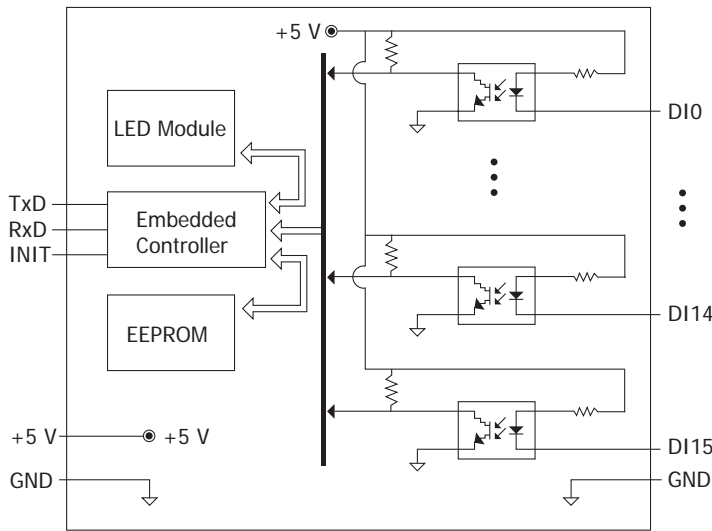 +5 V
LED Module
DI0
TxD
RxD
INIT
Embedded
Controller
DI14
EEPROM
+5 V
+5 V
DI15
GND
GND